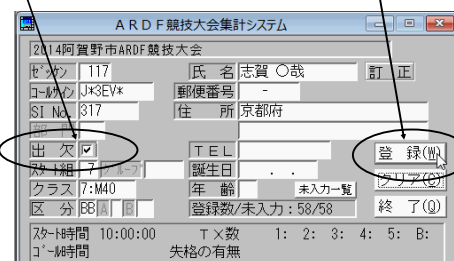 ARDF競技大会集計システム
2014阿賀野市ARDF競技大会
ｾﾞｯｹﾝ 117 氏 名 志賀 〇哉 訂 正
ｺｰﾙｻｲﾝ J*3EV* 郵便番号 -
SI No. 317 住 所 京都府
部 門
出 欠 ✓ TEL 登 録(W)
ｽﾀｰﾄ組 7 ｸﾞﾙｰﾌﾟ 誕生日 . . クリア(C)
クラス 7:M40 年 齢 未入力一覧
区 分 BB A B 登録数/未入力:58/58 終 了(Q)
ｽﾀｰﾄ時間 10:00:00 TX数 1: 2: 3: 4: 5: B:
ｺﾞｰﾙ時間 失格の有無